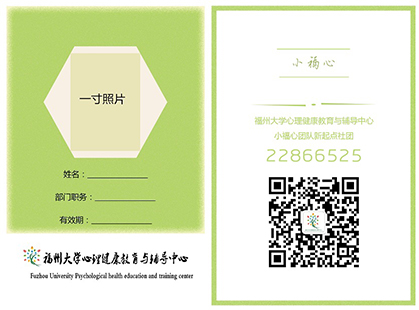 一寸照片
姓名：
部门职务：
有效期：
福州大学心理健康教育与辅导中心
Fuzhou University Psychological health education and training center
小福心
福州大学心理健康教育与辅导中心
小福心团队新起点社团
22866525